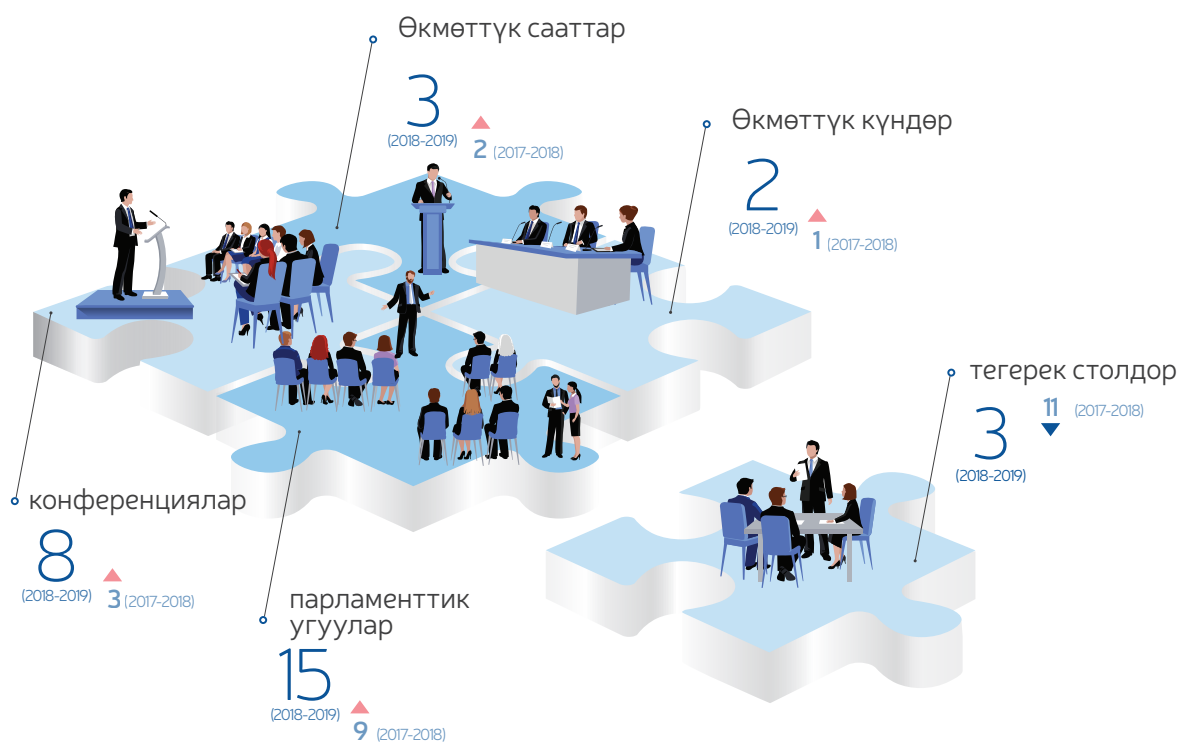 Өкмөттүк сааттар
3
(2018-2019)
2 (2017-2018)
Өкмөттүк күндөр
2
(2018-2019)
1 (2017-2018)
тегерек столдор
3
11 (2017-2018)
(2018-2019)
конференциялар
8
(2018-2019)
3 (2017-2018)
парламенттик
угуулар
15
(2018-2019)
9 (2017-2018)